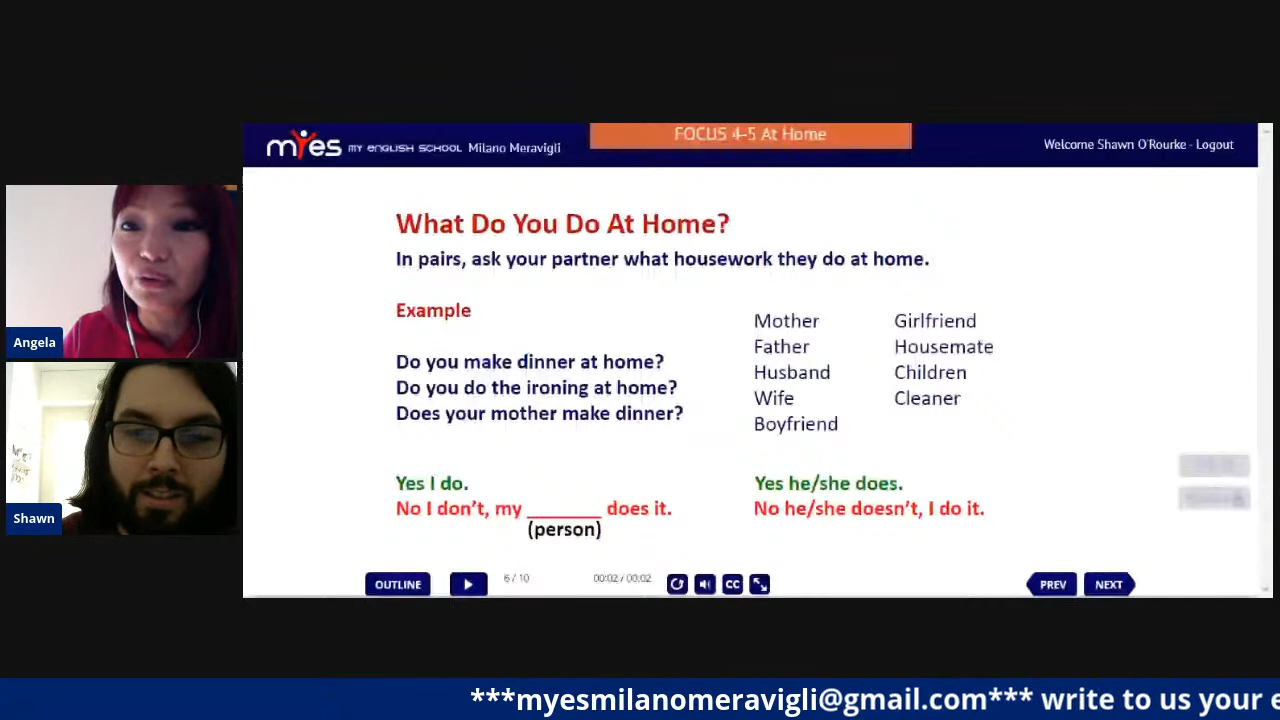 FOCUS 4-5 At Home
myes MY ENGLISH SCHOOL Milano Meravigli
Welcome Shawn O'Rourke - Logout
What Do You Do At Home?
In pairs, ask your partner what housework they do at home.
Example
Do you make dinner at home?
Do you do the ironing at home?
Does your mother make dinner?
Mother
Father
Husband
Wife
Boyfriend
Girlfriend
Housemate
Children
Cleaner
Yes I do.
No I don't, my _______ does it.
(person)
Yes he/she does.
No he/she doesn't, I do it.
OUTLINE
6 / 10
00:02 / 00:02
CC
PREV
NEXT
Angela
Shawn
***myesmilanomeravigli@gmail.com*** write to us your e